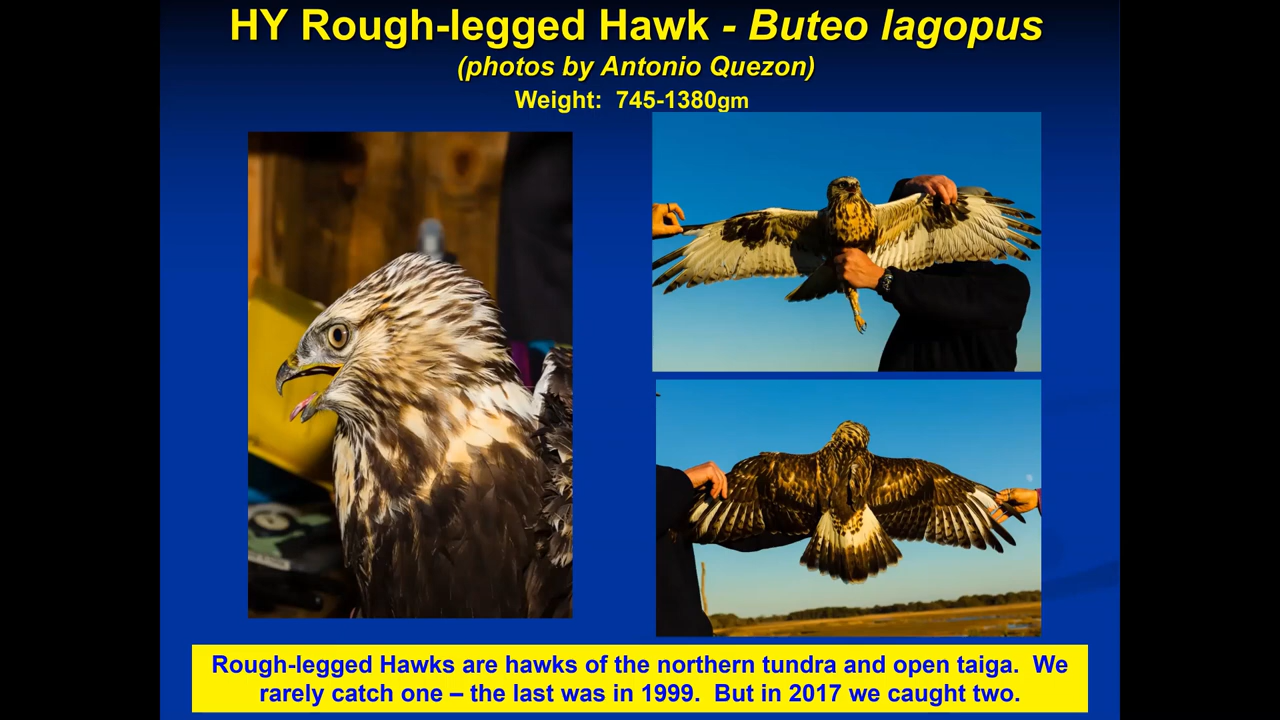 HY Rough-legged Hawk - Buteo lagopus
(photos by Antonio Quezon)
Weight:  745-1380gm
Rough-legged Hawks are hawks of the northern tundra and open taiga.  We
rarely catch one – the last was in 1999.  But in 2017 we caught two.